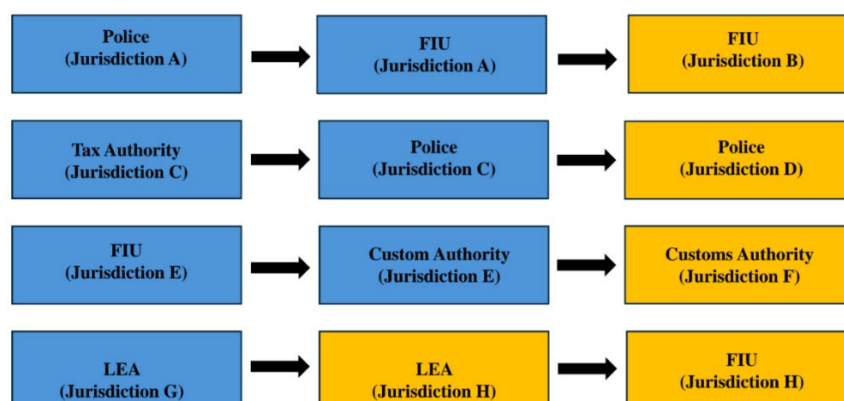 Police
(Jurisdiction A)
FIU
(Jurisdiction A)
FIU
(Jurisdiction B)
Tax Authority
(Jurisdiction C)
Police
(Jurisdiction C)
Police
(Jurisdiction D)
FIU
(Jurisdiction E)
Custom Authority
(Jurisdiction E)
Customs Authority
(Jurisdiction F)
LEA
(Jurisdiction G)
LEA
(Jurisdiction H)
FIU
(Jurisdiction H)